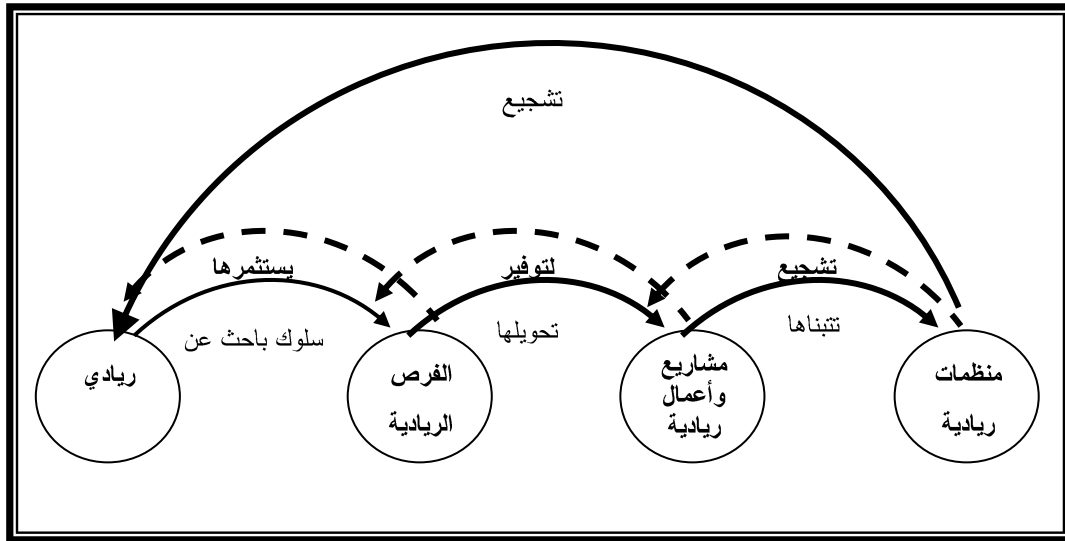 تشجيع
تشجيع
لتوفير
يستثمرها
تتبناها
تحويلها
سلوك باحث عن
منظمات
ريادية
مشاريع
وأعمال
ريادية
الفرص
الريادية
ريادي